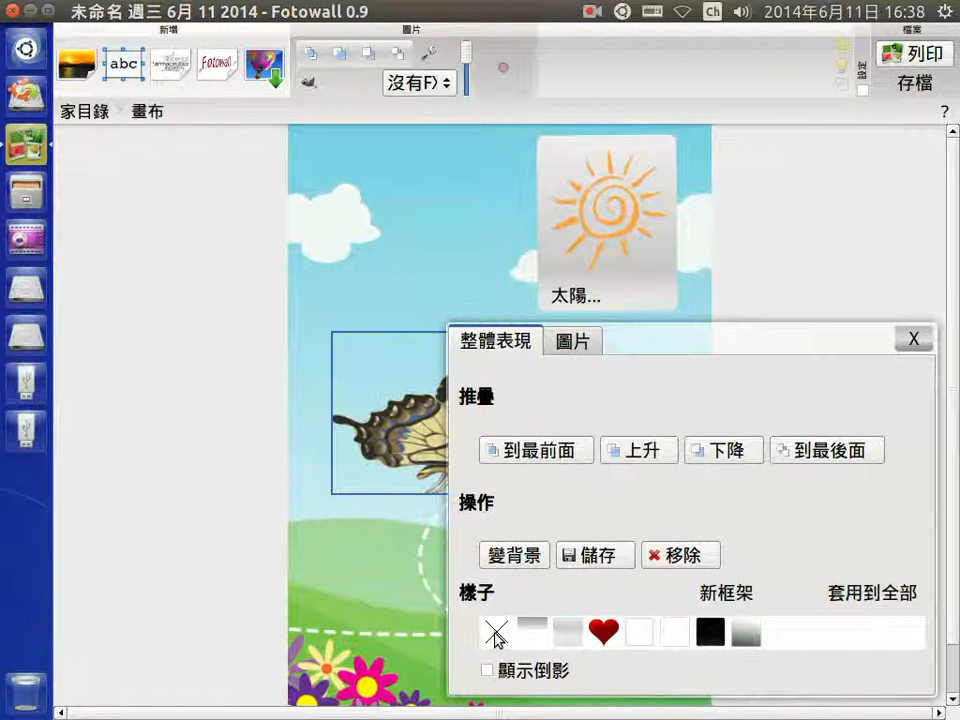 未命名 週三 6月 11 2014 - Fotowall 0.9
Ch
2014年6月11日 16:38
新增
圖片
檔案
abc
Fotowall
沒有F)
設定
列印
存檔
家目錄
畫布
?
太陽...
整體表現
圖片
X
推疊
到最前面
上升
下降
到最後面
操作
變背景
儲存
移除
樣子
新框架
套用到全部
顯示倒影